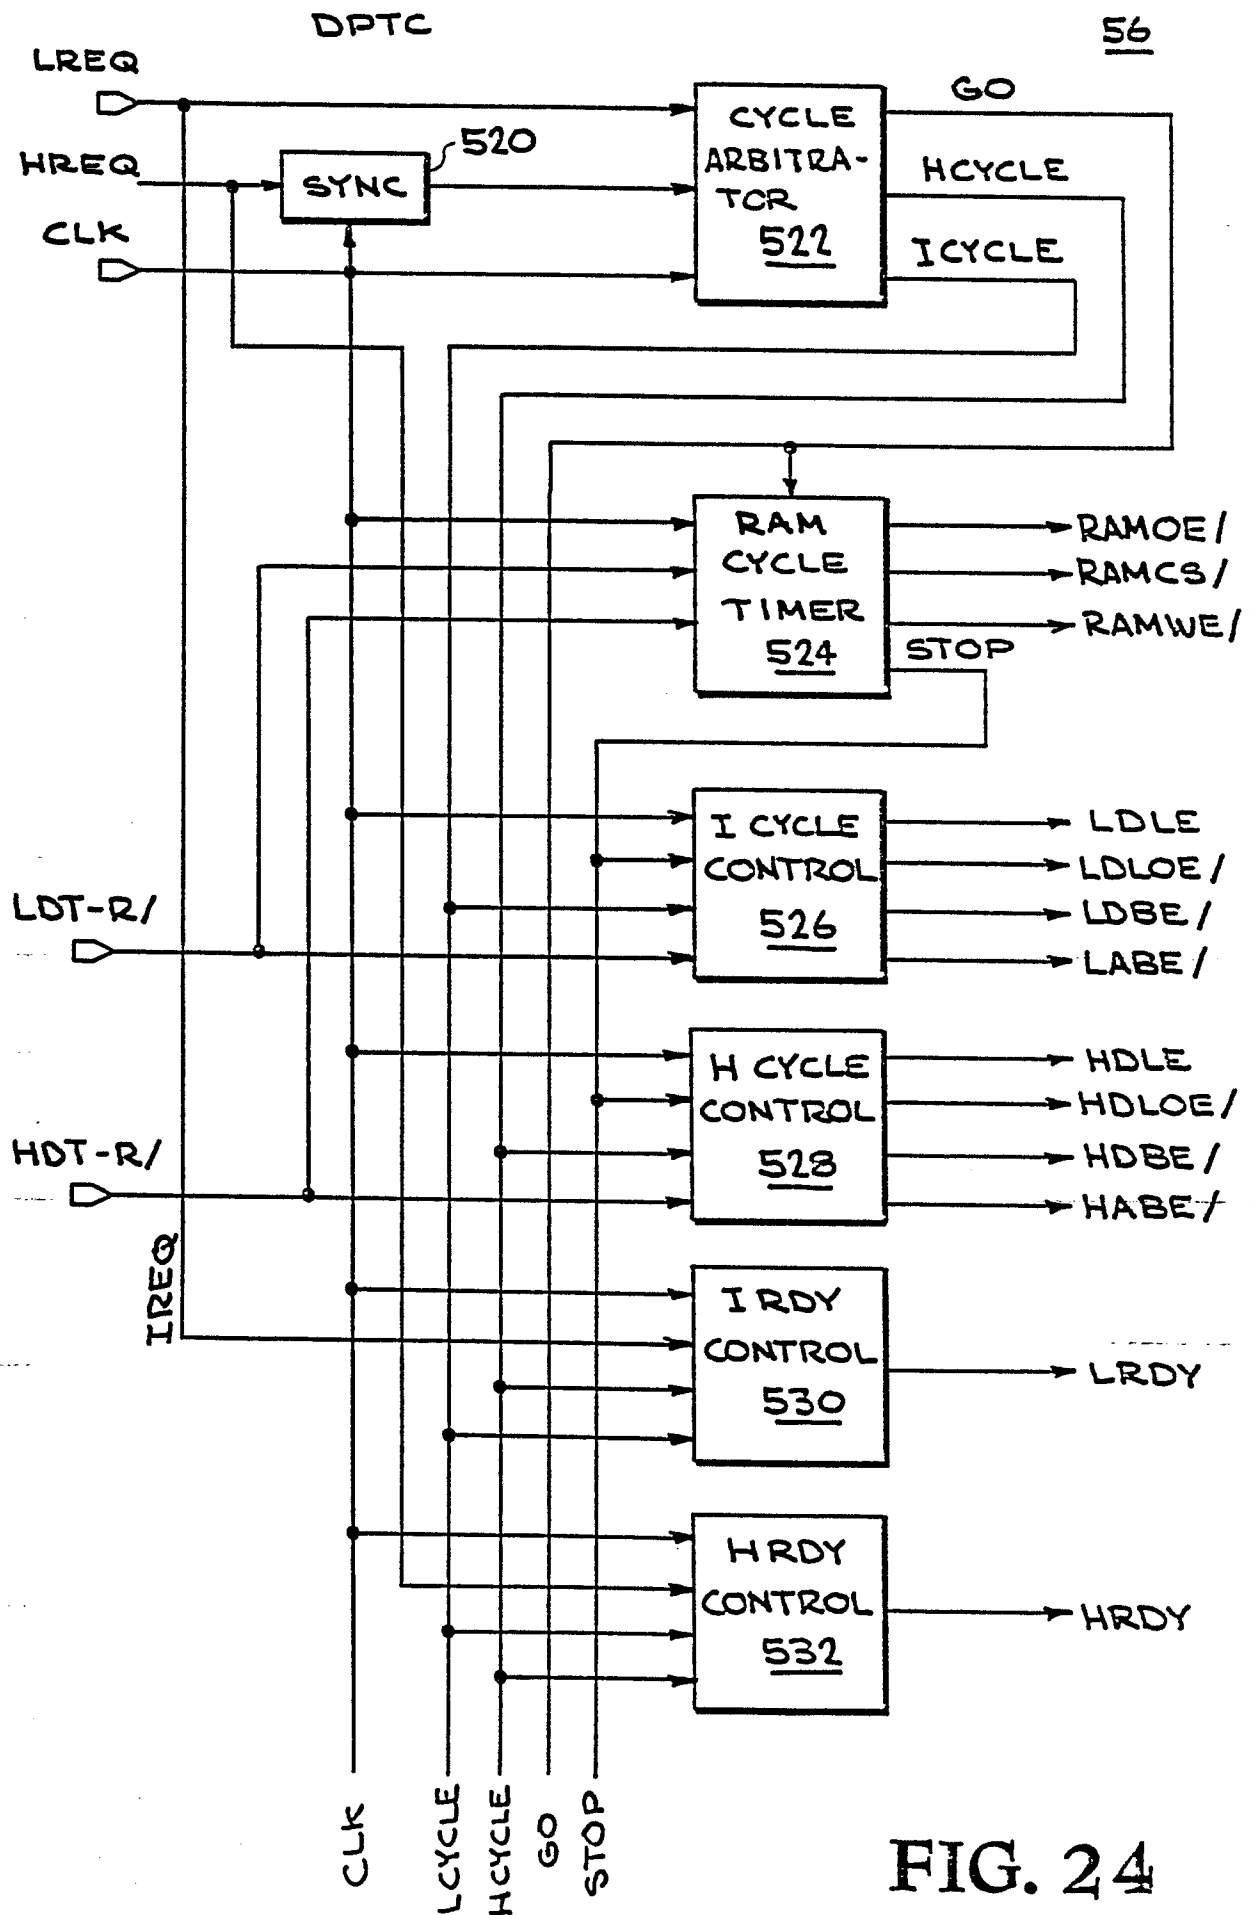 DPTC
56
LREQ
GO
CYCLE
ARBITRA-
TOR
522
520
HREQ
SYNC
HCYCLE
CLK
ICYCLE
RAM
CYCLE
TIMER
524
RAMOE/
RAMCS/
RAMWE/
STOP
I CYCLE
CONTROL
526
LDLE
LDLOE/
LDBE/
LABE/
LDT-R/
H CYCLE
CONTROL
528
HDLE
HDLOE/
HDBE/
HABE/
HDT-R/
IREQ
I RDY
CONTROL
530
LRDY
HRDY
CONTROL
532
HRDY
CLK
LCYCLE
HCYCLE
GO
STOP
FIG. 24